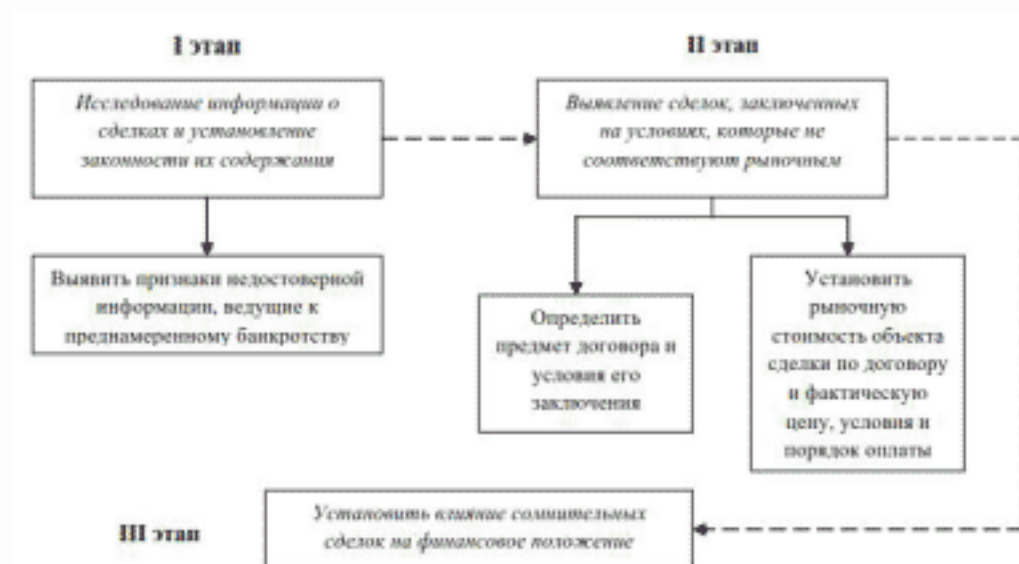 I этап
Исследование информации о
сделках и установление
законности их содержания
Выявить признаки недостоверной
информации, ведущие к
преднамеренному банкротству
II этап
Выявление сделок, заключенных
на условиях, которые не
соответствуют рыночным
Определить
предмет договора и
условия его
заключения
Установить
рыночную
стоимость объекта
сделки по договору
и фактическую
цену, условия и
порядок оплаты
III этап
Установить влияние сомнительных
сделок на финансовое положение